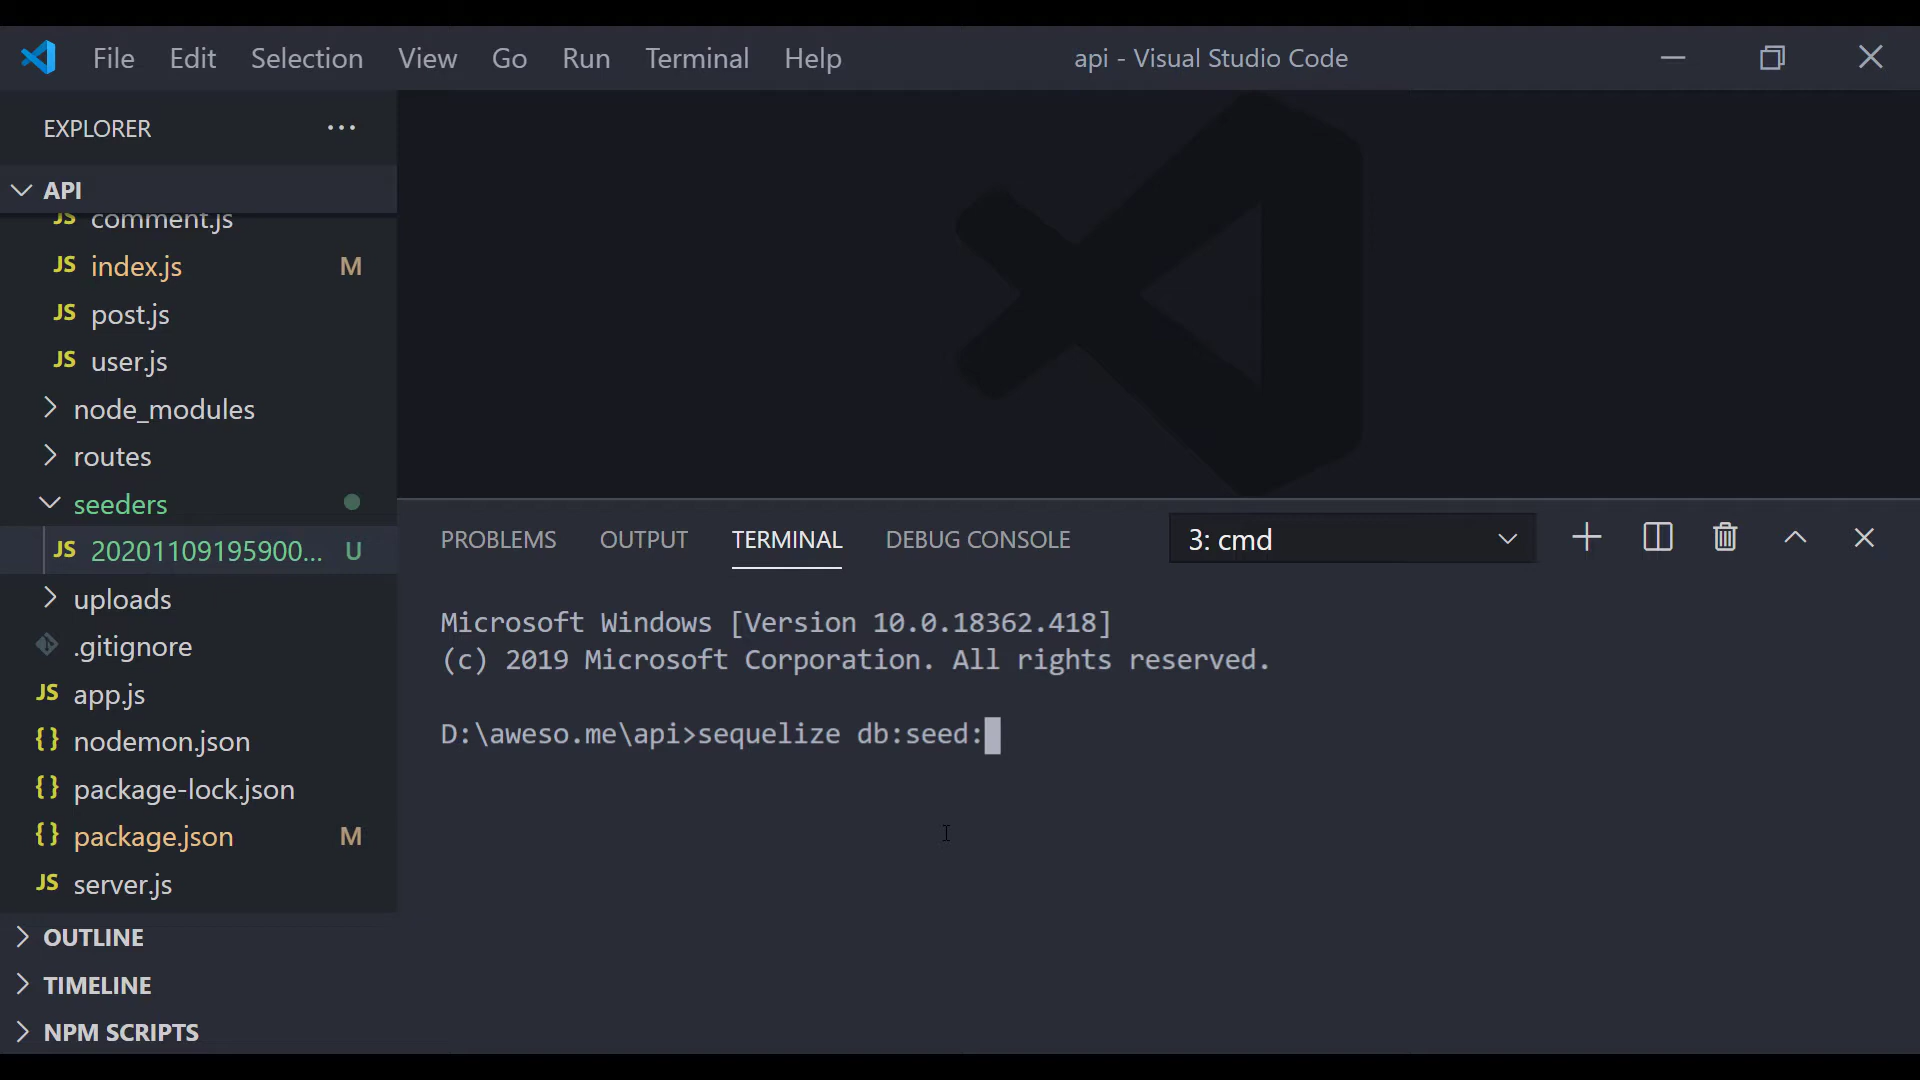 File Edit Selection View Go Run Terminal Help api - Visual Studio Code
EXPLORER ...
API
comment.js
JS index.js M
JS post.js
JS user.js
node_modules
routes
seeders
JS 20201109195900... U
uploads
.gitignore
JS app.js
{} nodemon.json
{} package-lock.json
{} package.json M
JS server.js
OUTLINE
TIMELINE
NPM SCRIPTS
PROBLEMS OUTPUT TERMINAL DEBUG CONSOLE 3: cmd
Microsoft Windows [Version 10.0.18362.418]
(c) 2019 Microsoft Corporation. All rights reserved.
D:\aweso.me\api>sequelize db:seed: